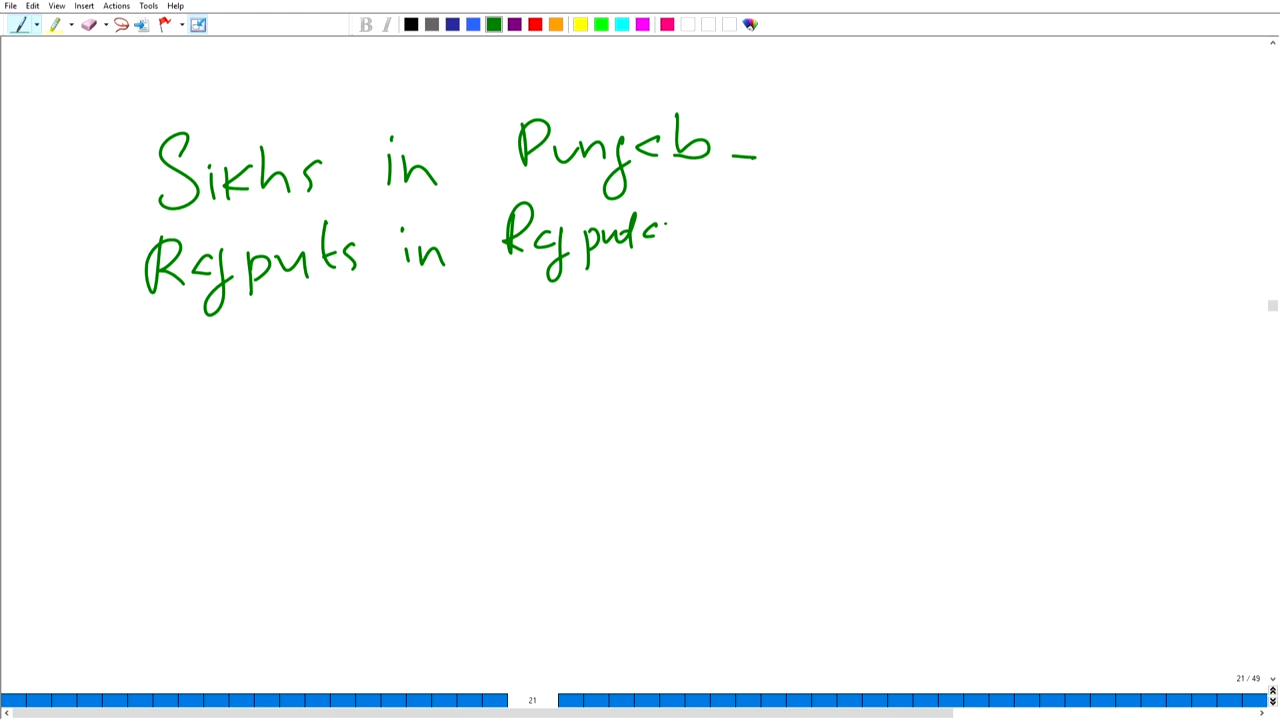 File Edit View Insert Actions Tools Help
B I
Sikhs in Punjab -
Rajputs in Rajputa
21 / 49
21